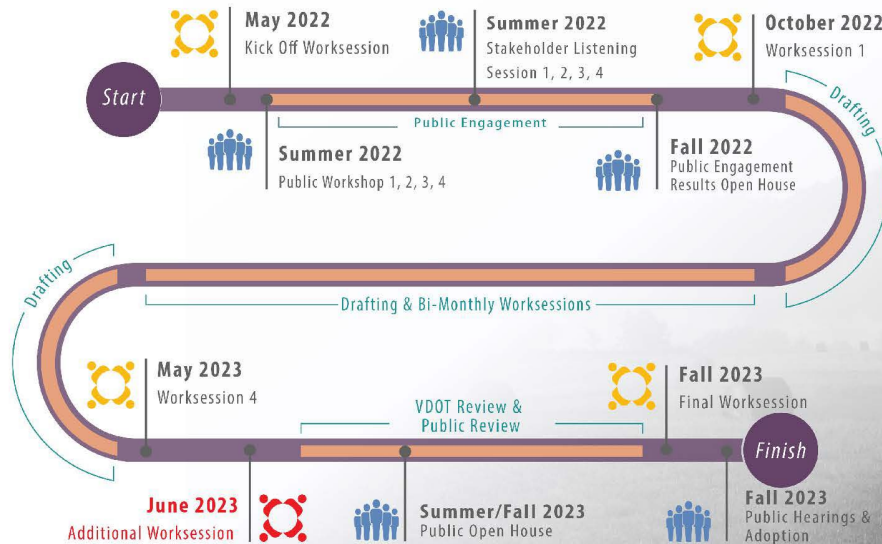 May 2022
Kick Off Worksession
Summer 2022
Stakeholder Listening
Session 1, 2, 3, 4
October 2022
Worksession 1
Start
Public Engagement
Drafting
Summer 2022
Public Workshop 1, 2, 3, 4
Fall 2022
Public Engagement
Results Open House
Drafting
Drafting & Bi-Monthly Worksessions
May 2023
Worksession 4
VDOT Review &
Public Review
Fall 2023
Final Worksession
Finish
June 2023
Additional Worksession
Summer/Fall 2023
Public Open House
Fall 2023
Public Hearings &
Adoption